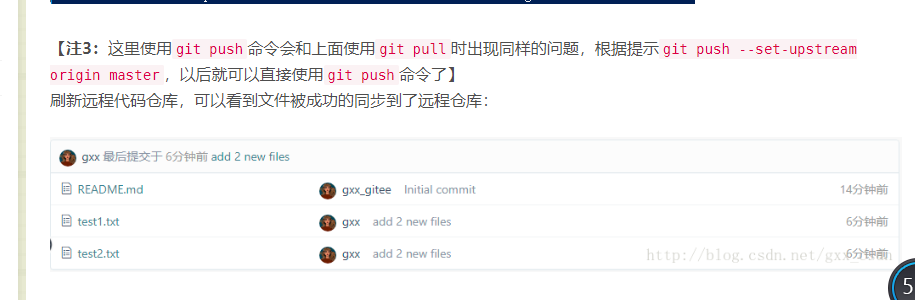 【注3：这里使用 git push 命令会和上面使用 git pull 时出现同样的问题，根据提示 git push --set-upstream
origin master，以后就可以直接使用 git push 命令了】
刷新远程代码仓库，可以看到文件被成功的同步到了远程仓库：
gxx 最后提交于 6分钟前 add 2 new files
README.md gxx_gitee Initial commit 14分钟前
test1.txt gxx add 2 new files 6分钟前
test2.txt gxx add 2 new files 6分钟前
http://blog.csdn.net/gxx_csdn
5